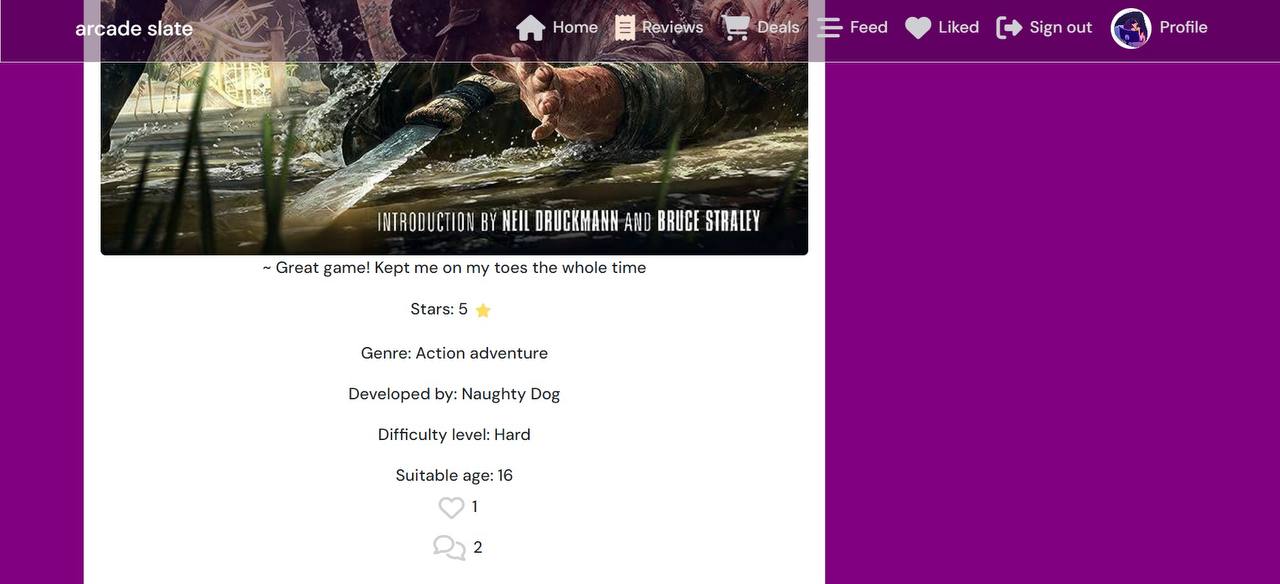 arcade slate Home Reviews Deals Feed Liked Sign out Profile
INTRODUCTION BY NEIL DRUCKMANN AND BRUCE STRALEY
~ Great game! Kept me on my toes the whole time
Stars: 5
Genre: Action adventure
Developed by: Naughty Dog
Difficulty level: Hard
Suitable age: 16
1
2